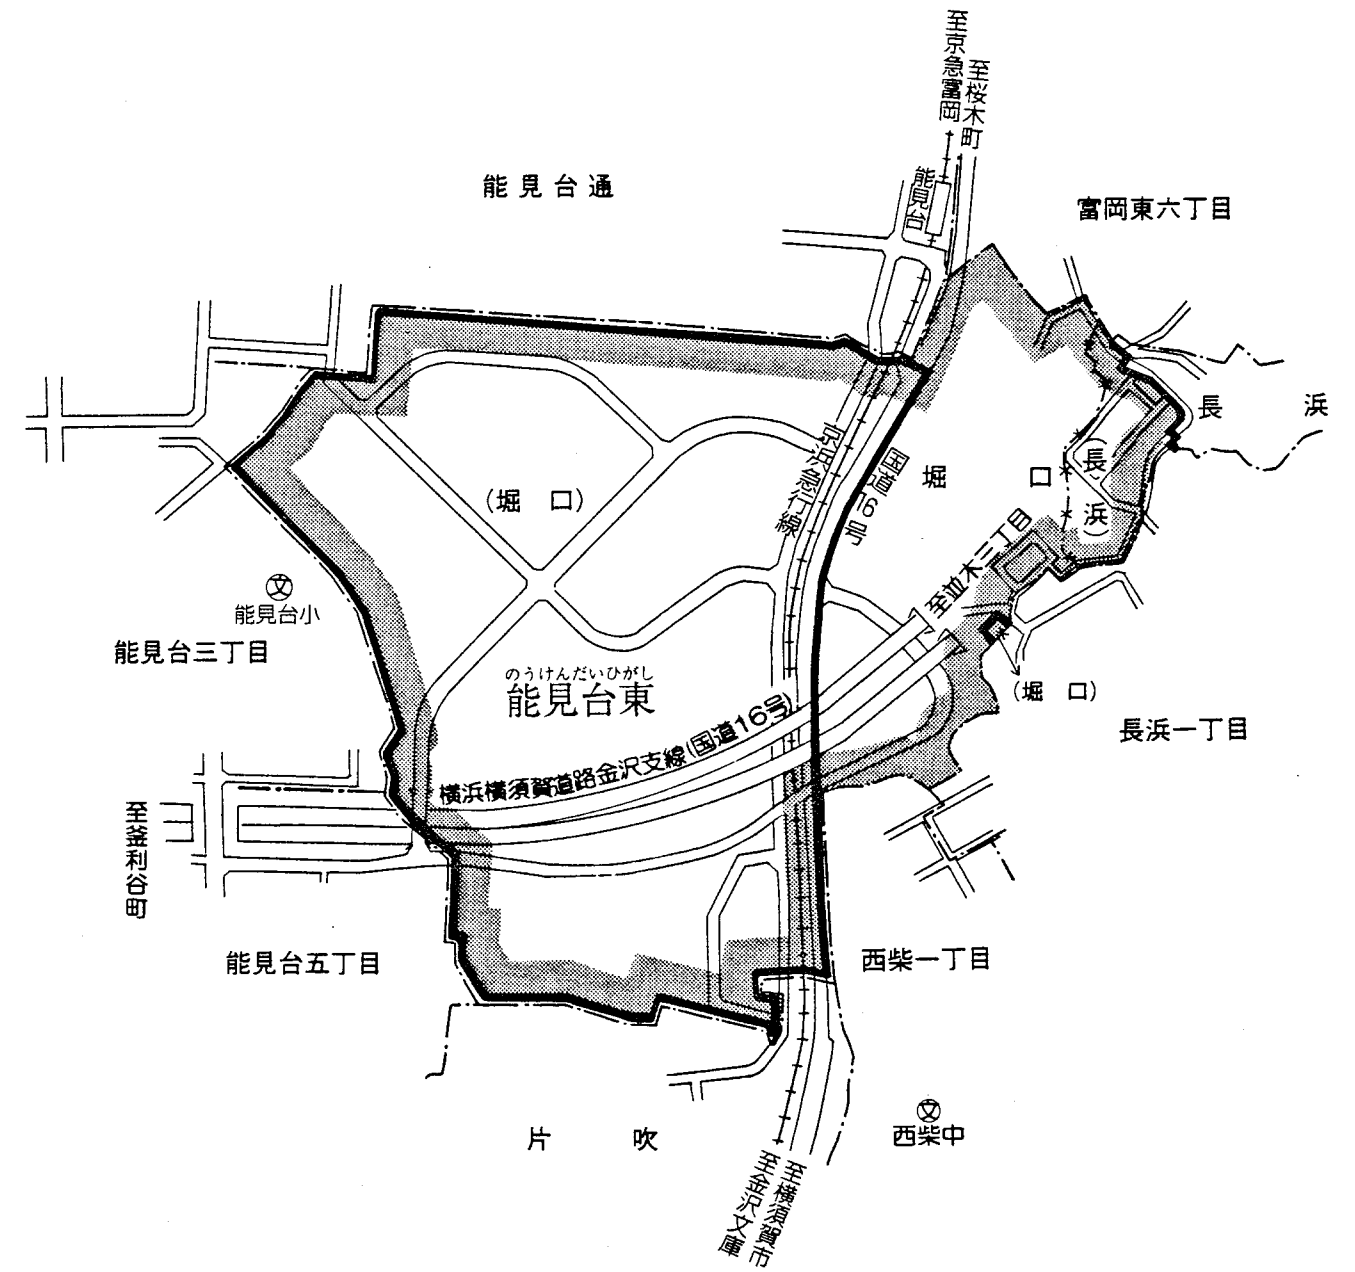 至京急富岡
至桜木町
能見台通
能見台
富岡東六丁目
長浜
京浜急行線
国道16号
堀口
(長浜)
(堀口)
至並木二丁目
文
能見台小
能見台三丁目
のうけんだいひがし
能見台東
(堀口)
長浜一丁目
横浜横須賀道路金沢支線(国道16号)
至釜利谷町
能見台五丁目
西柴一丁目
片吹
文
西柴中
至横須賀市
至金沢文庫